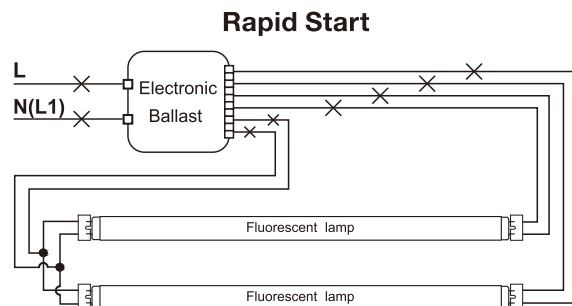 Rapid Start
L
N(L1)
Electronic
Ballast
Fluorescent lamp
Fluorescent lamp